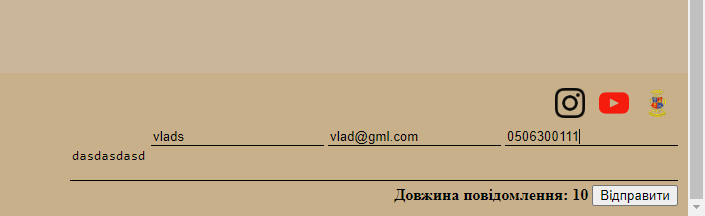 vlads vlad@gml.com 0506300111
dasdasdasd
Довжина повідомлення: 10 Відправити